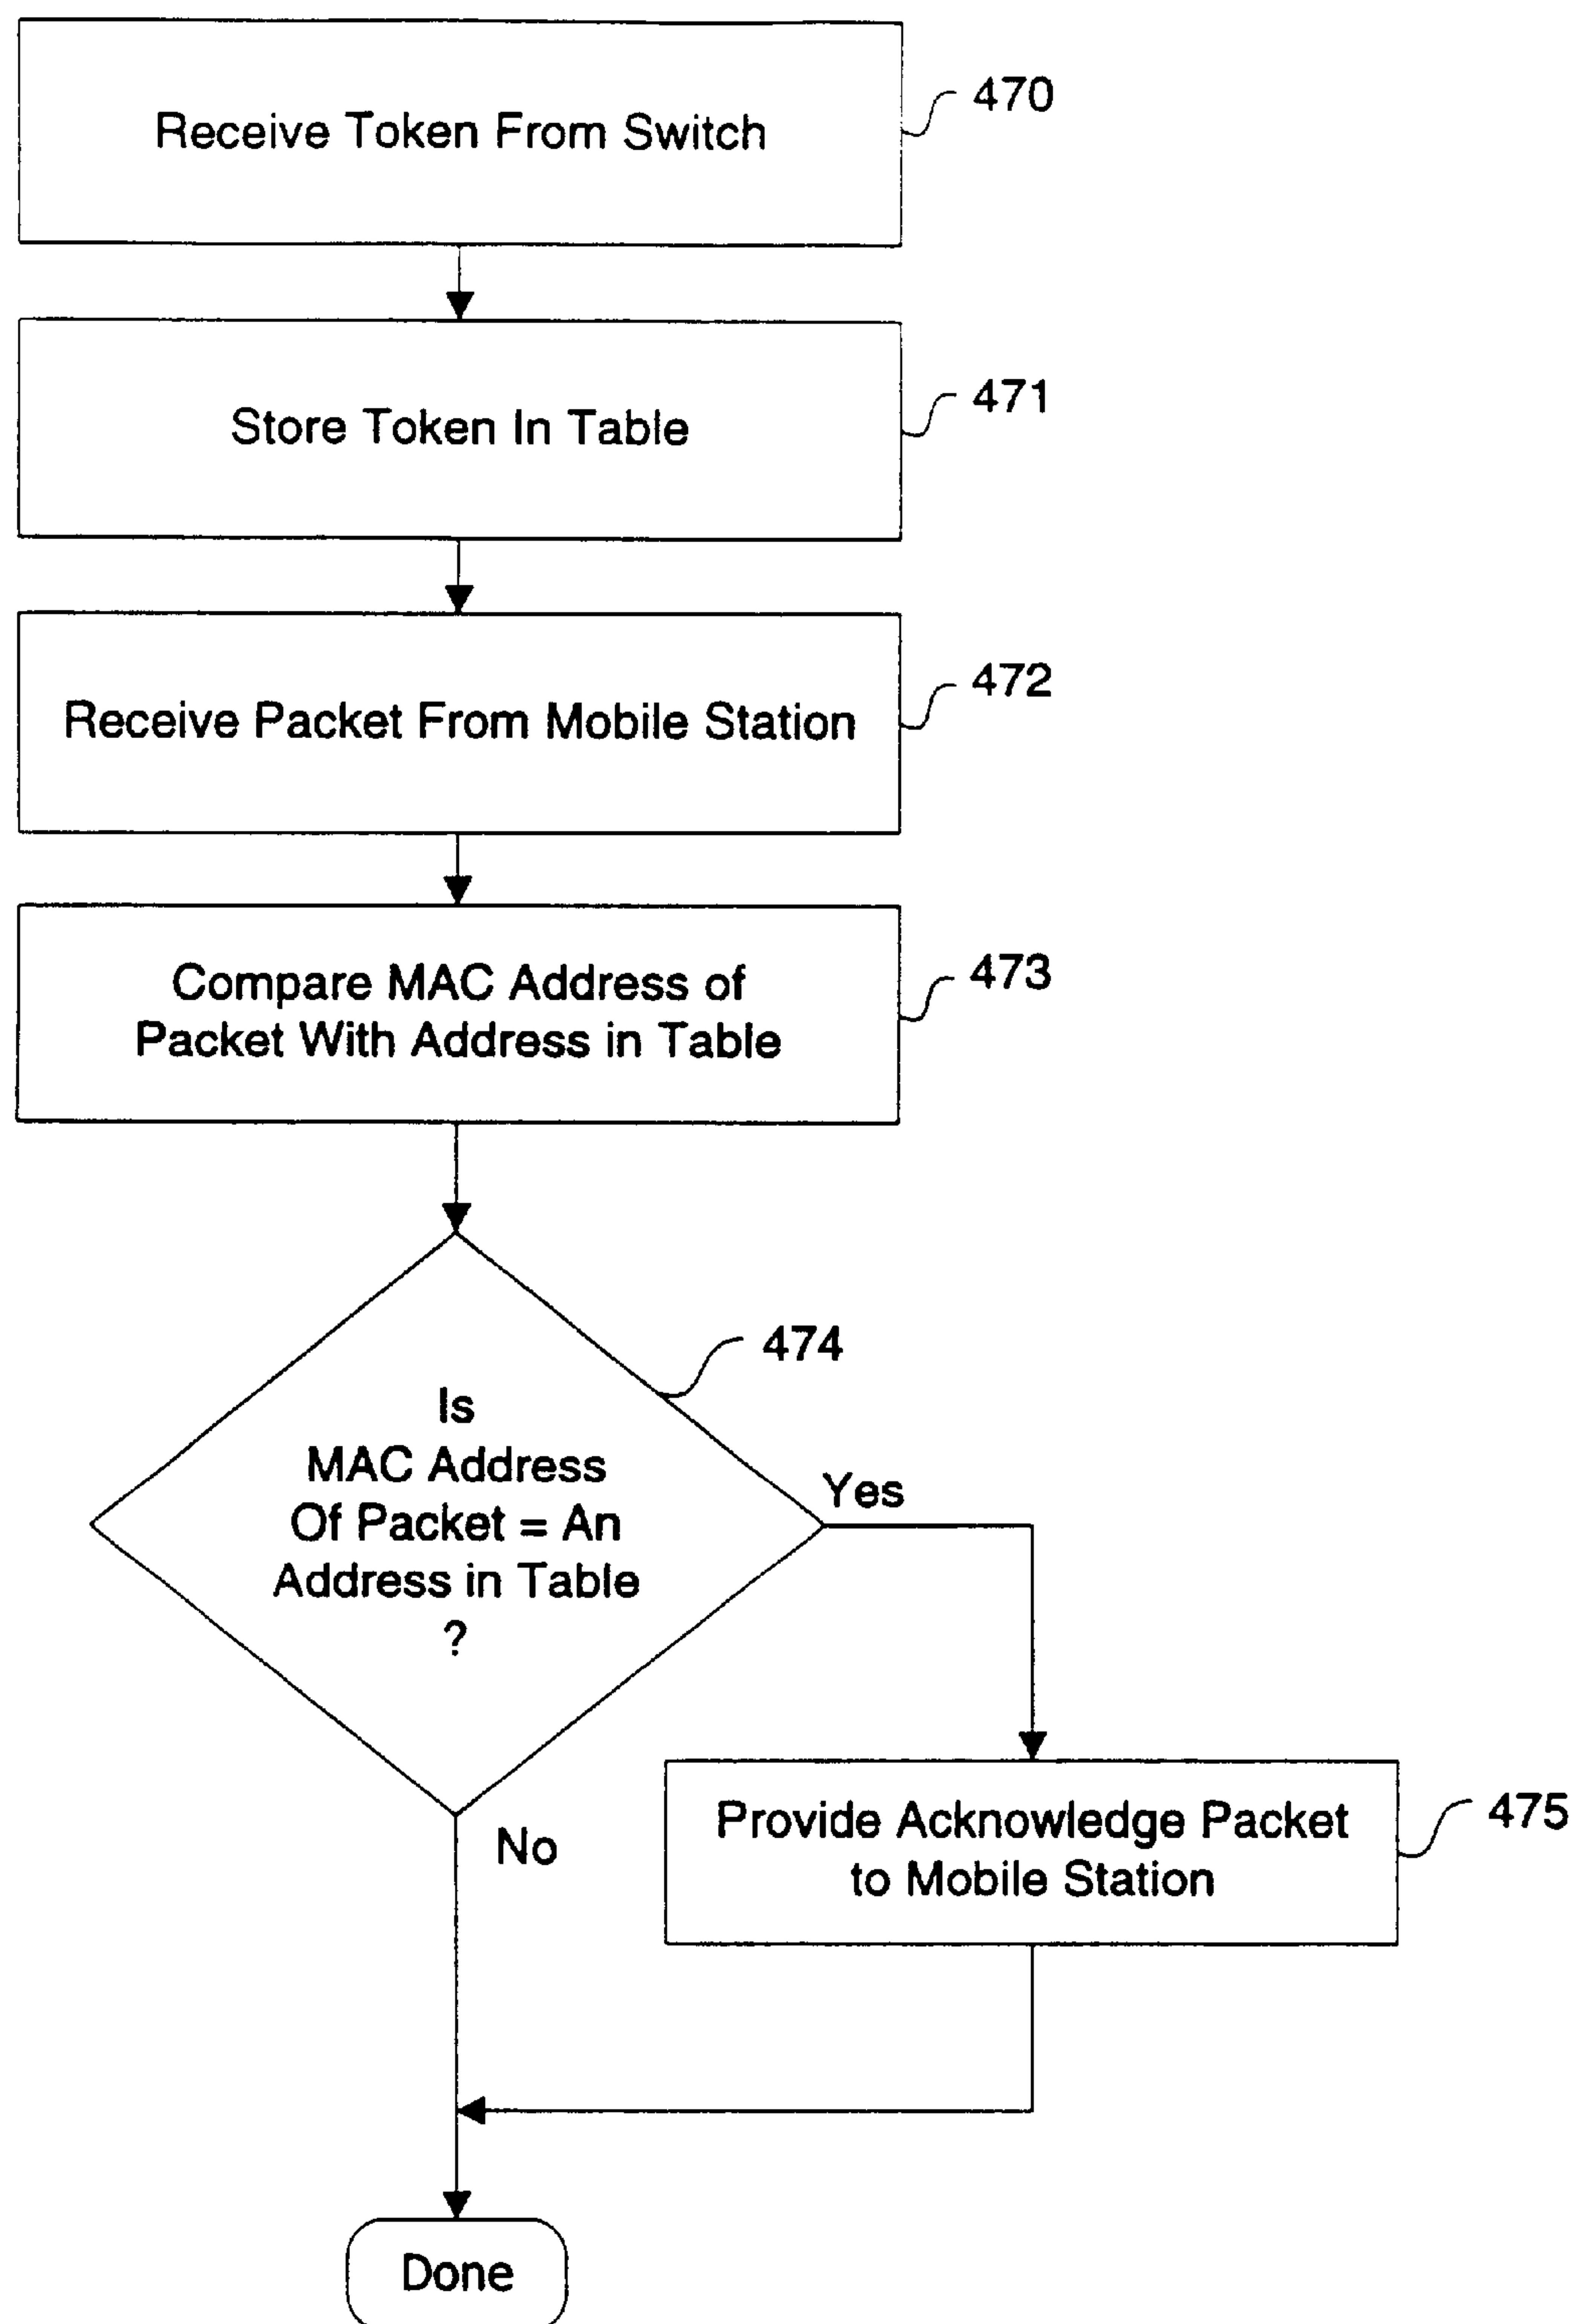 Receive Token From Switch
470
Store Token In Table
471
Receive Packet From Mobile Station
472
Compare MAC Address of
Packet With Address in Table
473
474
Is
MAC Address
Of Packet = An
Address in Table
?
Yes
No
Provide Acknowledge Packet
to Mobile Station
475
Done